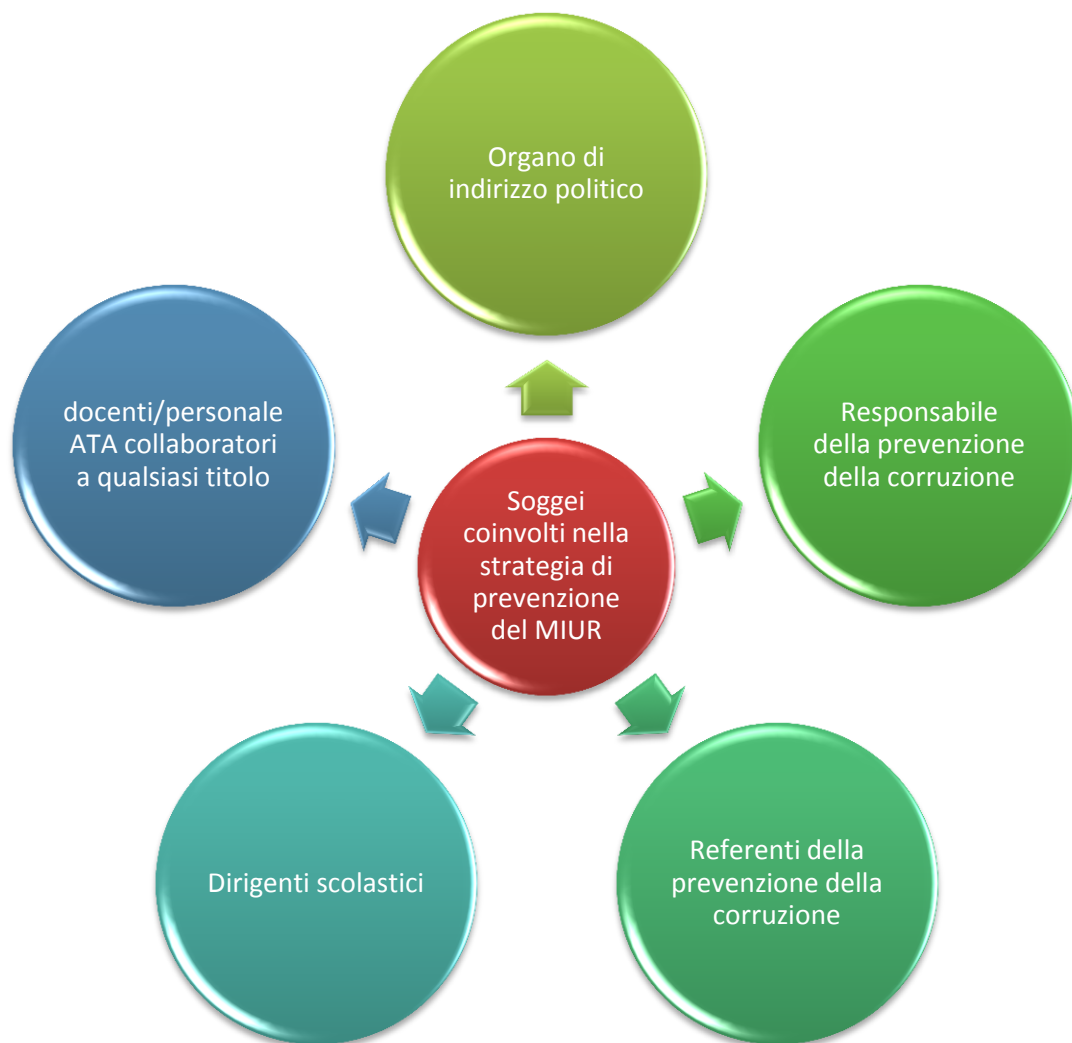 Organo di
indirizzo politico
docenti/personale
ATA collaboratori
a qualsiasi titolo
Responsabile
della prevenzione
della corruzione
Soggei
coinvolti nella
strategia di
prevenzione
del MIUR
Dirigenti scolastici
Referenti della
prevenzione della
corruzione